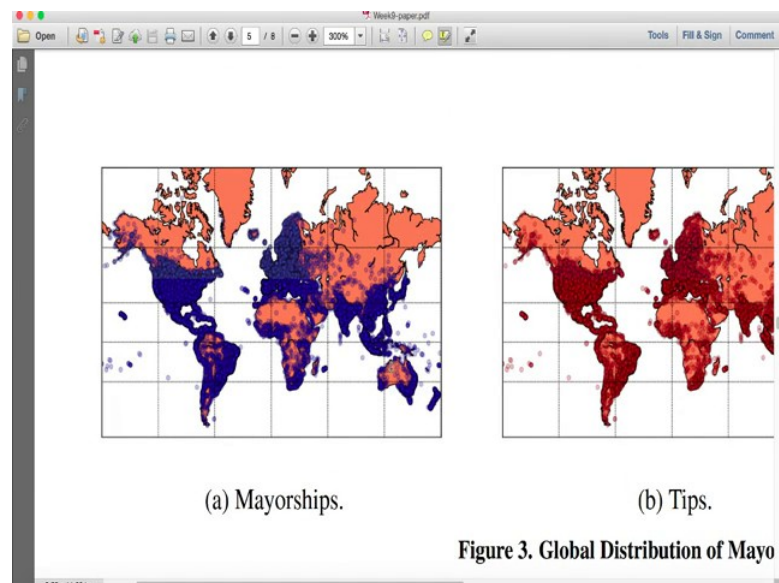 Week9-paper.pdf
Open 5 / 8 300% Tools Fill & Sign Comment
(a) Mayorships. (b) Tips.
Figure 3. Global Distribution of Mayo